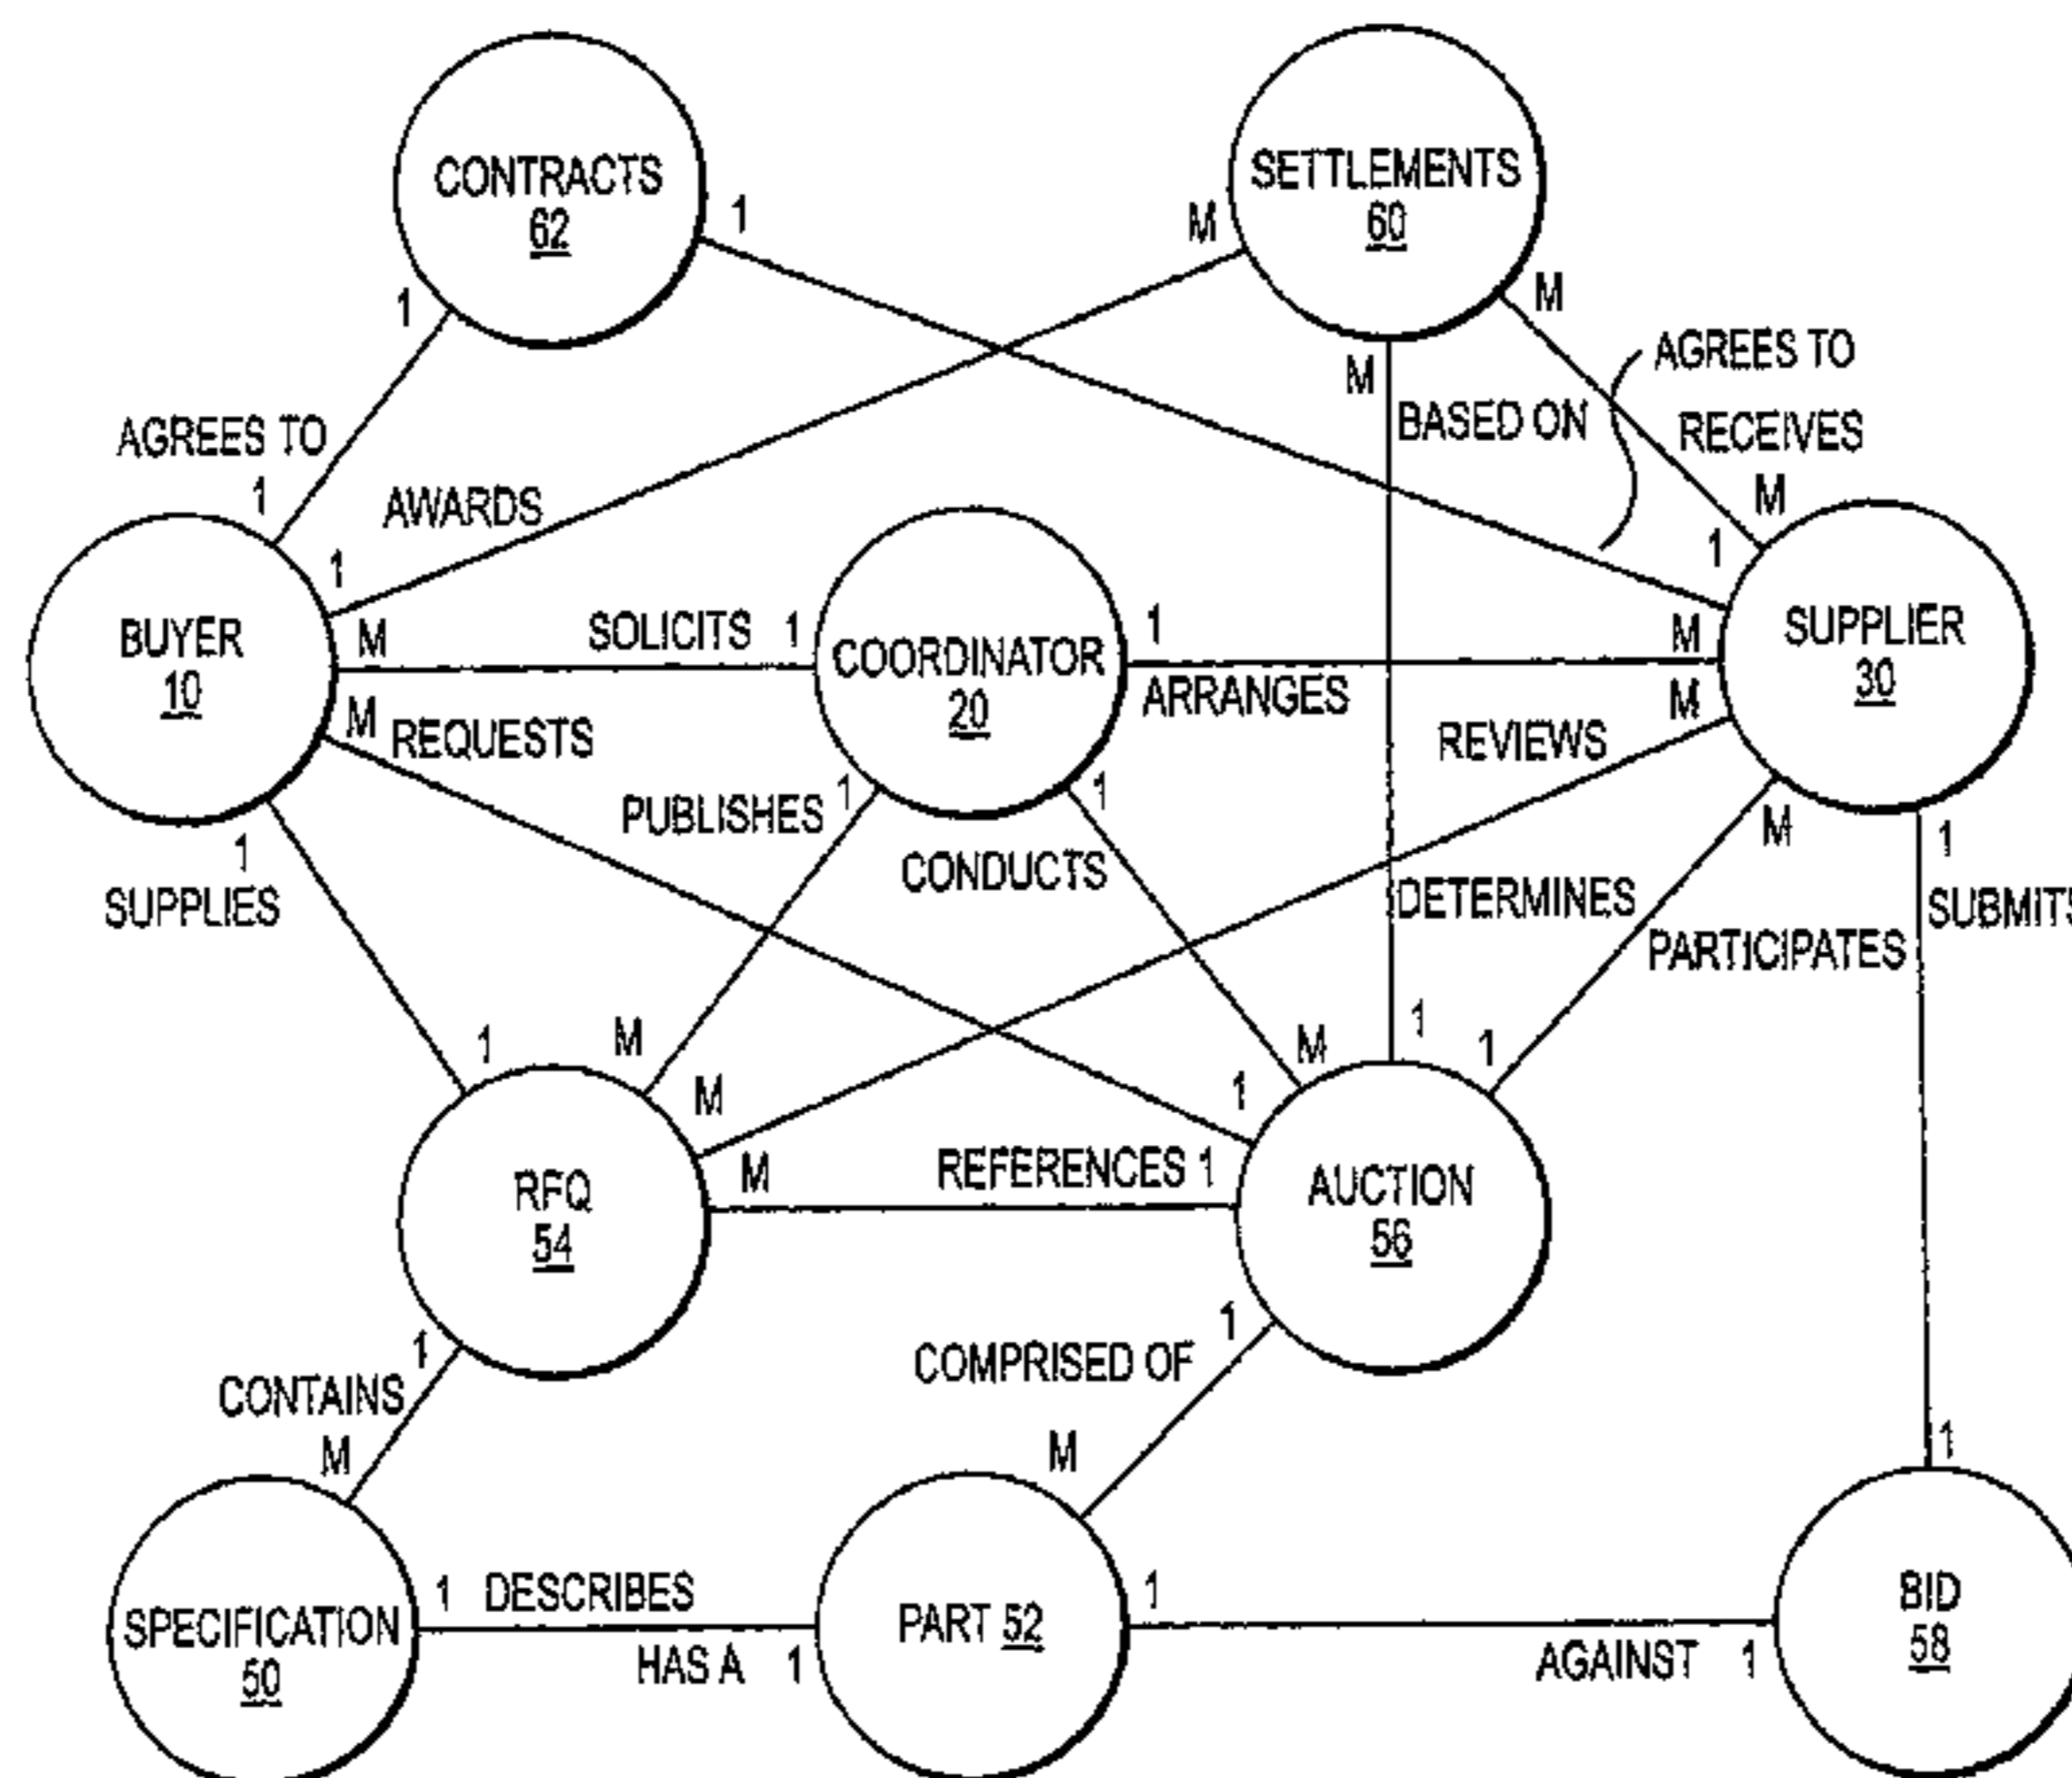 CONTRACTS
62
SETTLEMENTS
60
1
M
1
M
M
AGREES TO
BASED ON
RECEIVES
AGREES TO
1
AWARDS
M
1
1
BUYER
10
M
SOLICITS
1
COORDINATOR
20
1
ARRANGES
M
SUPPLIER
30
M
REQUESTS
REVIEWS
M
PUBLISHES
1
1
M
1
SUPPLIES
1
CONDUCTS
DETERMINES
PARTICIPATES
SUBMITS
1
M
M
1
1
M
1
RFQ
54
M
REFERENCES 1
AUCTION
56
1
CONTAINS
M
1
COMPRISED OF
M
1
SPECIFICATION
50
1
DESCRIBES
HAS A
1
PART 52
1
AGAINST
1
BID
58